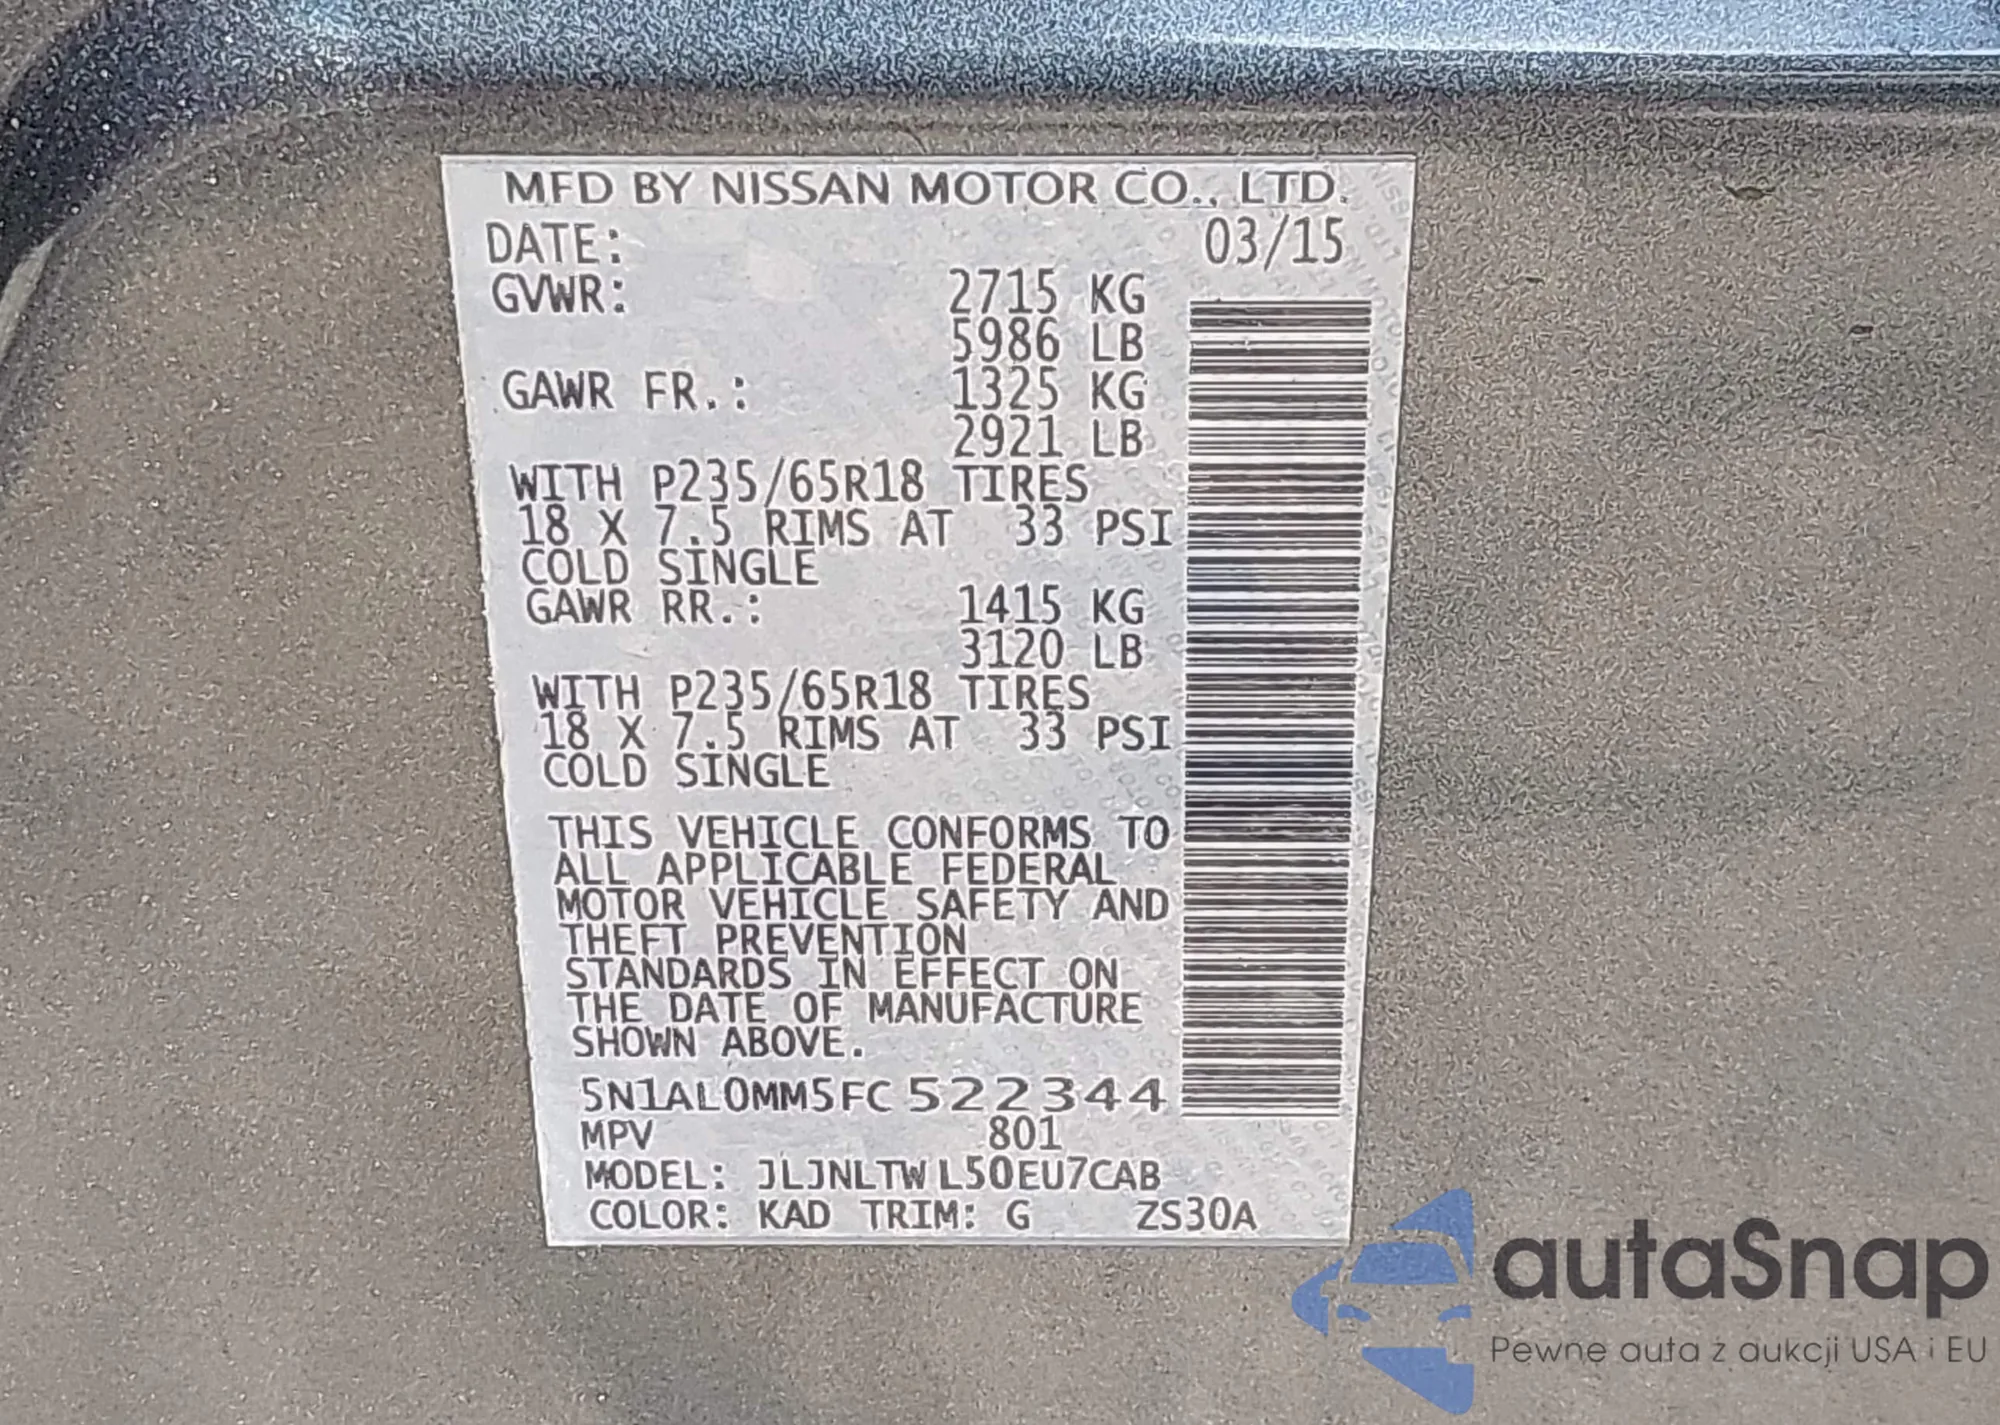 MFD BY NISSAN MOTOR CO., LTD.
DATE: 03/15
GVWR: 2715 KG
5986 LB
GAWR FR.: 1325 KG
2921 LB
WITH P235/65R18 TIRES
18 X 7.5 RIMS AT 33 PSI
COLD SINGLE
GAWR RR.: 1415 KG
3120 LB
WITH P235/65R18 TIRES
18 X 7.5 RIMS AT 33 PSI
COLD SINGLE
THIS VEHICLE CONFORMS TO
ALL APPLICABLE FEDERAL
MOTOR VEHICLE SAFETY AND
THEFT PREVENTION
STANDARDS IN EFFECT ON
THE DATE OF MANUFACTURE
SHOWN ABOVE.
5N1AL0MM5FC522344
MPV 801
MODEL: JLJNLTWL50EU7CAB
COLOR: KAD TRIM: G ZS30A
autaSnap
Pewne auta z aukcji USA i EU